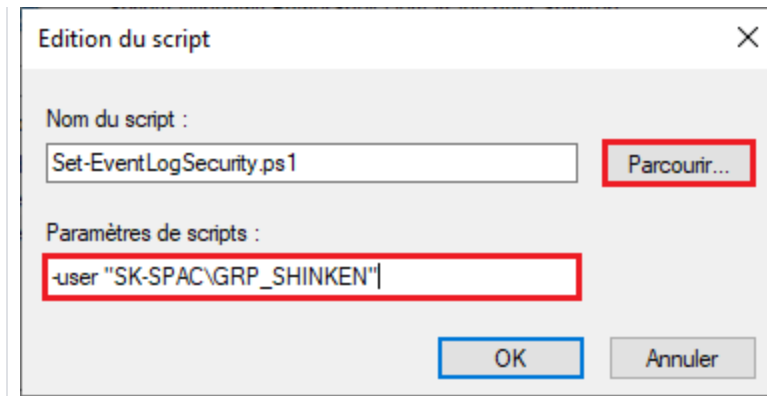 Edition du script
Nom du script :
Set-EventLogSecurity.ps1
Parcourir...
Paramètres de scripts :
-user "SK-SPAC\GRP_SHINKEN"
OK
Annuler